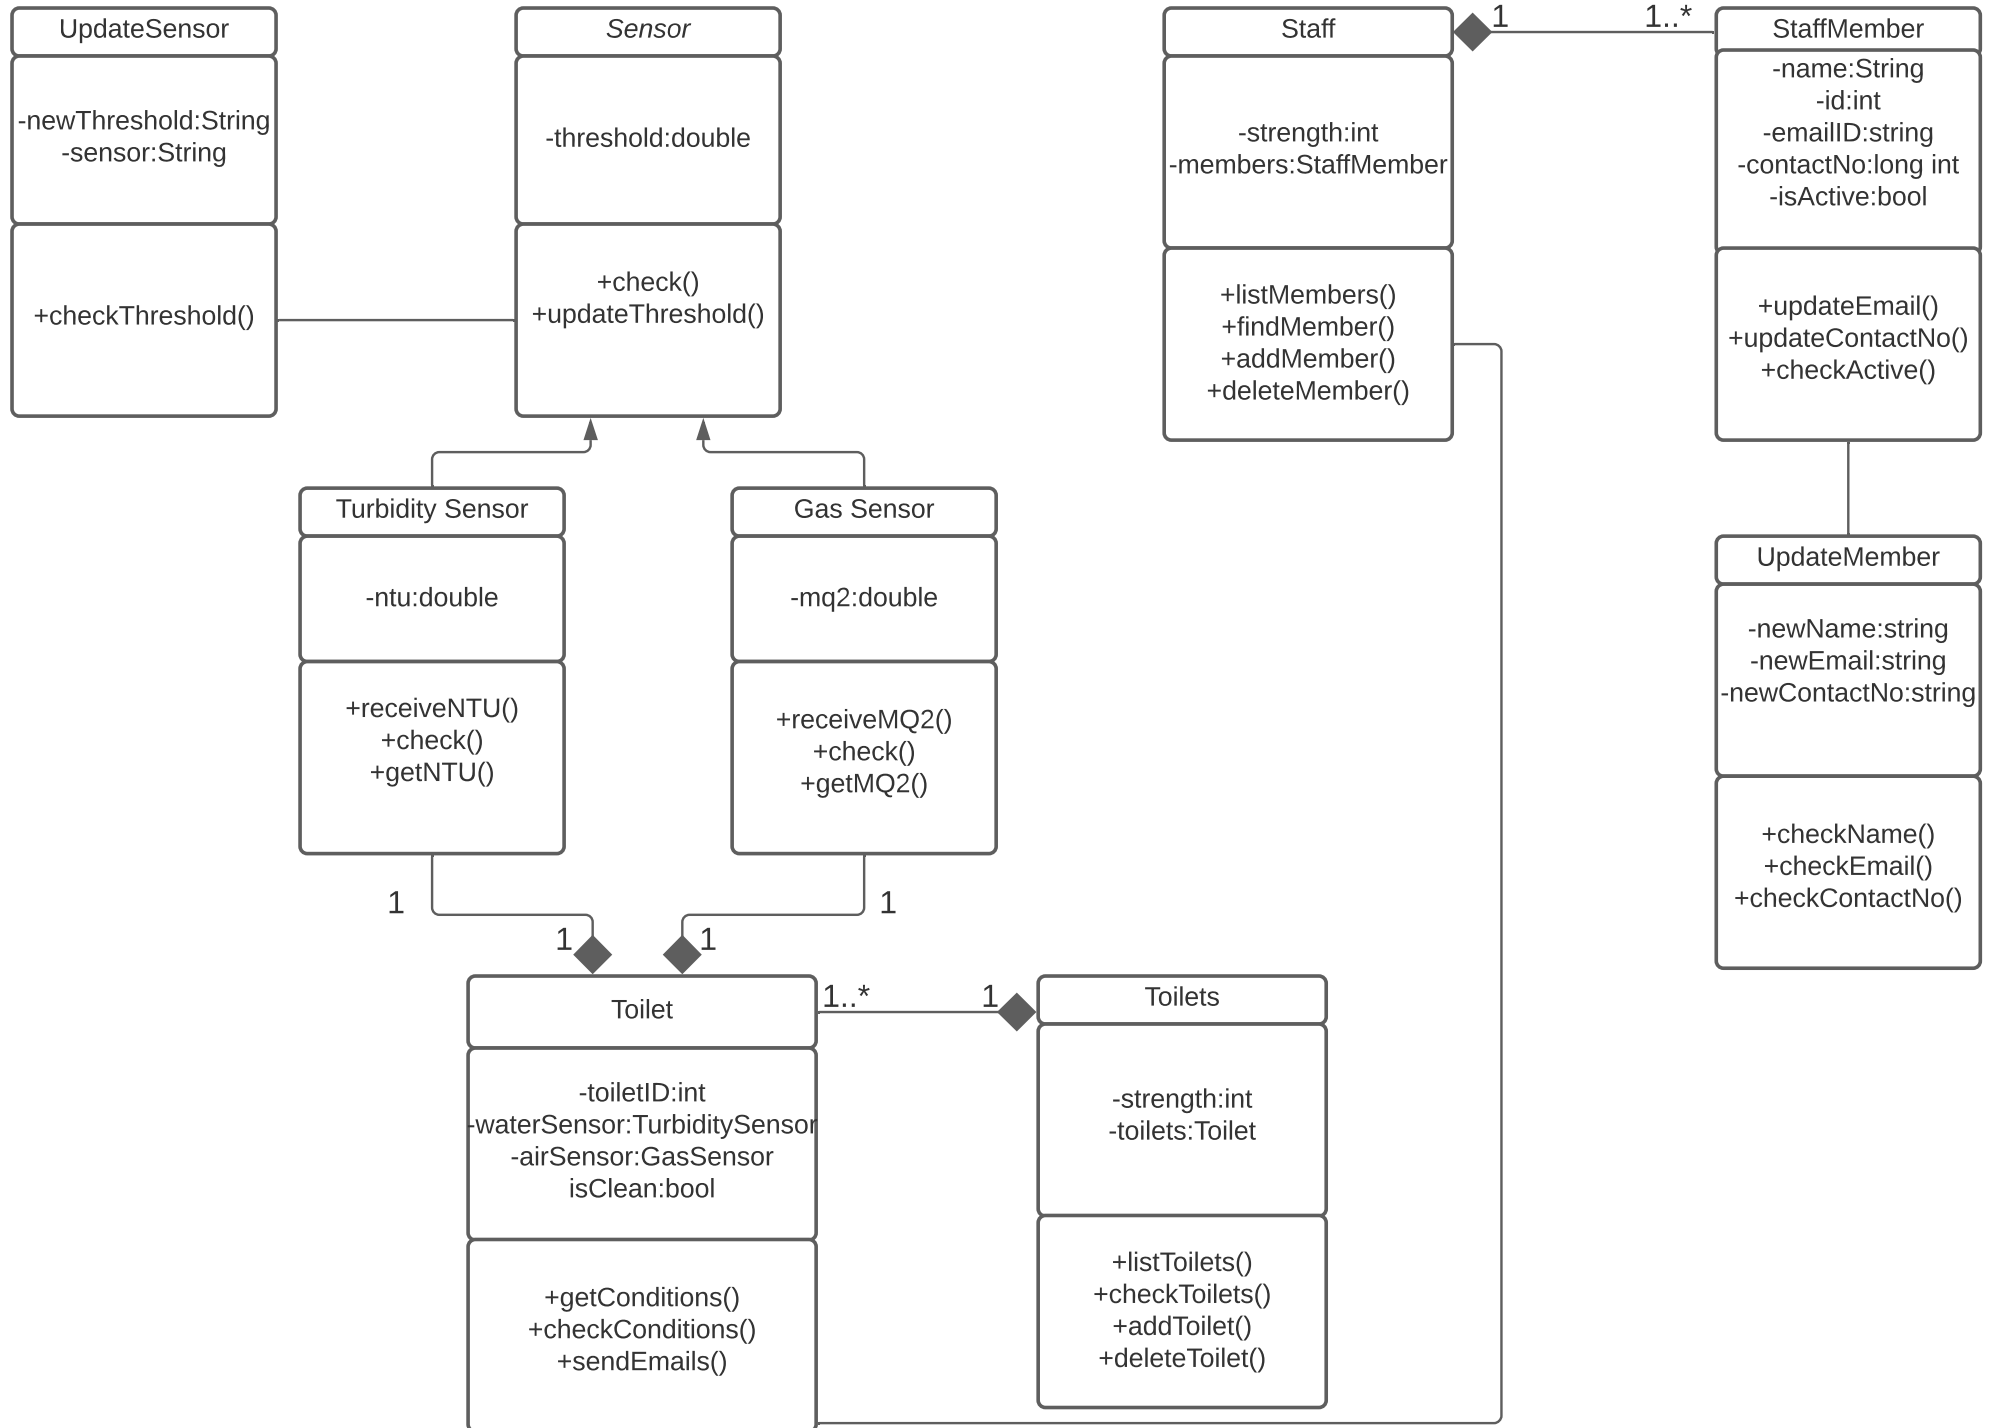 UpdateSensor
-newThreshold:String
-sensor:String
+checkThreshold()
Sensor
-threshold:double
+check()
+updateThreshold()
Staff
-strength:int
-members:StaffMember
+listMembers()
+findMember()
+addMember()
+deleteMember()
1
1..*
StaffMember
-name:String
-id:int
-emailID:string
-contactNo:long int
-isActive:bool
+updateEmail()
+updateContactNo()
+checkActive()
Turbidity Sensor
-ntu:double
+receiveNTU()
+check()
+getNTU()
Gas Sensor
-mq2:double
+receiveMQ2()
+check()
+getMQ2()
UpdateMember
-newName:string
-newEmail:string
-newContactNo:string
+checkName()
+checkEmail()
+checkContactNo()
1
1
1
1
Toilet
-toiletID:int
-waterSensor:TurbiditySensor
-airSensor:GasSensor
isClean:bool
+getConditions()
+checkConditions()
+sendEmails()
1..*
1
Toilets
-strength:int
-toilets:Toilet
+listToilets()
+checkToilets()
+addToilet()
+deleteToilet()